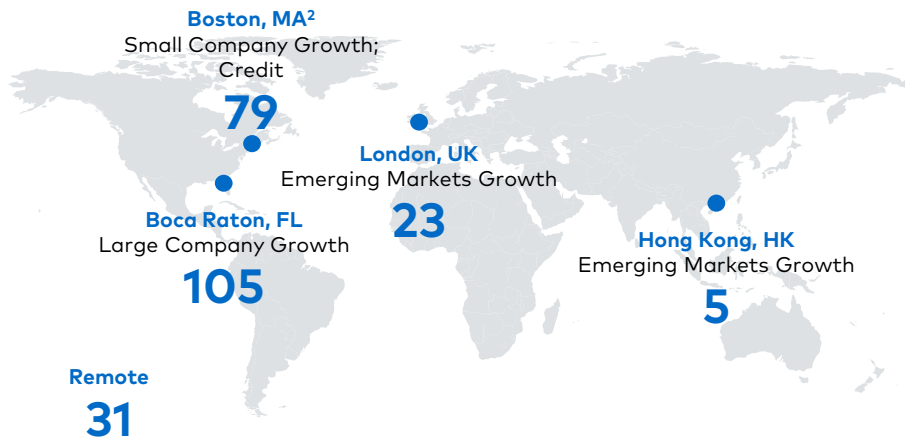 Boston, MA²
Small Company Growth;
Credit
79
London, UK
Emerging Markets Growth
23
Boca Raton, FL
Large Company Growth
105
Hong Kong, HK
Emerging Markets Growth
5
Remote
31